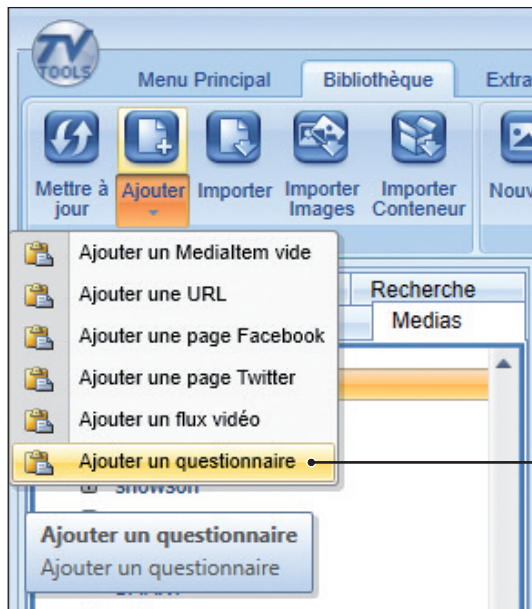 TV
TOOLS
Menu Principal
Bibliothèque
Extra
Mettre à
jour
Ajouter
Importer
Importer
Images
Importer
Conteneur
Nouv
Ajouter un MediaItem vide
Ajouter une URL
Ajouter une page Facebook
Ajouter une page Twitter
Ajouter un flux vidéo
Ajouter un questionnaire
Recherche
Medias
Ajouter un questionnaire
Ajouter un questionnaire